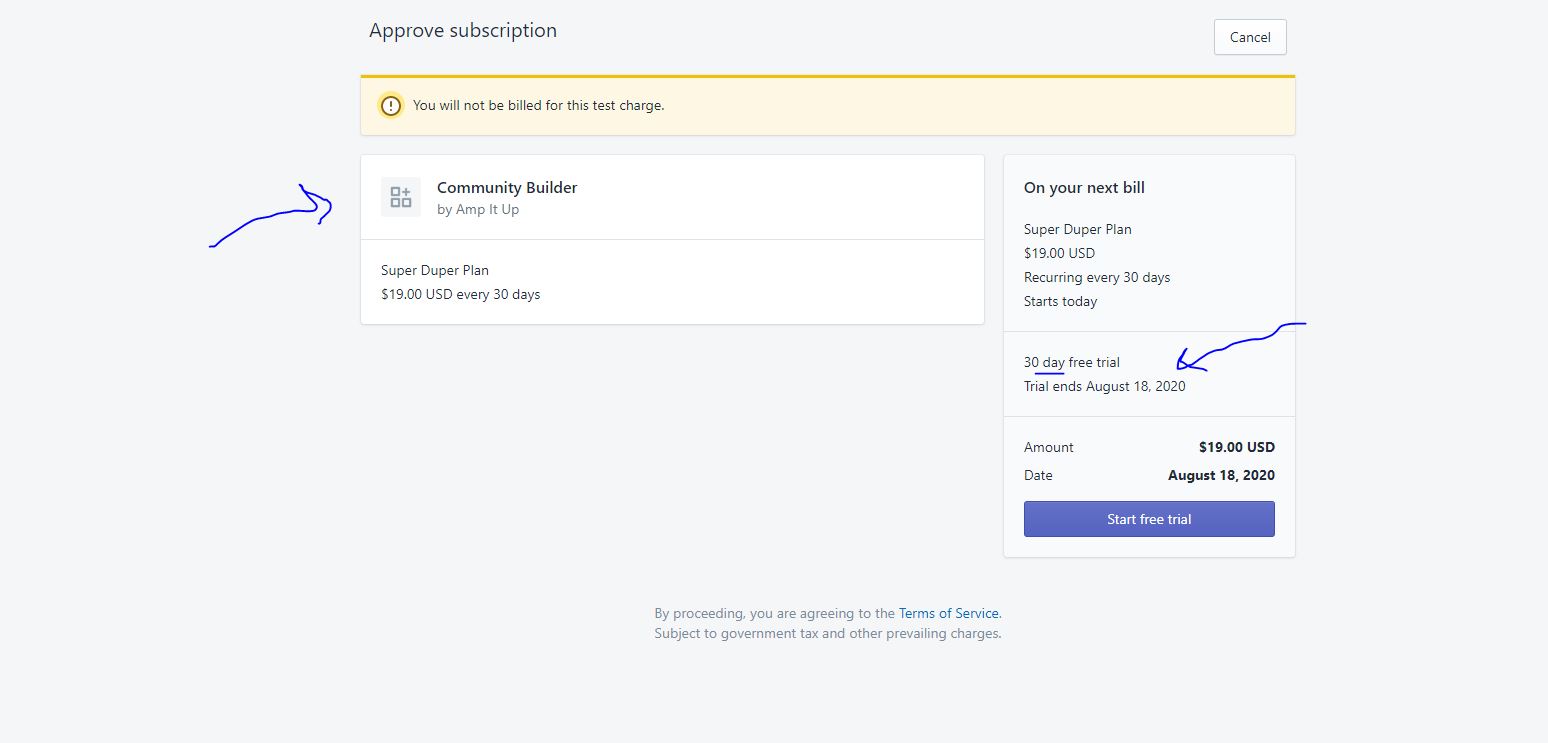 Approve subscription
Cancel
You will not be billed for this test charge.
Community Builder
by Amp It Up
Super Duper Plan
$19.00 USD every 30 days
On your next bill
Super Duper Plan
$19.00 USD
Recurring every 30 days
Starts today
30 day free trial
Trial ends August 18, 2020
Amount $19.00 USD
Date August 18, 2020
Start free trial
By proceeding, you are agreeing to the Terms of Service.
Subject to government tax and other prevailing charges.